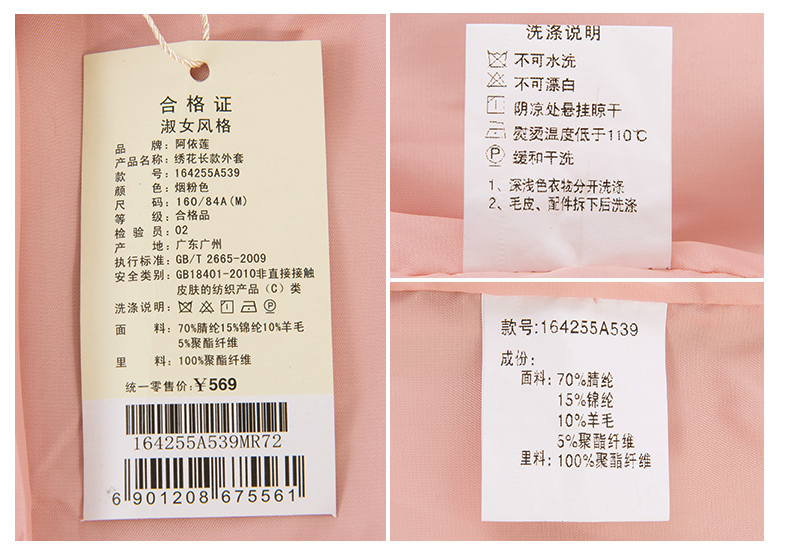 合格证
淑女风格
品牌：阿依莲
产品名称：绣花长款外套
款号：164255A539
颜色：烟粉色
尺码：160/84A(M)
等级：合格品
检验员：02
产地：广东广州
执行标准：GB/T 2665-2009
安全类别：GB18401-2010非直接接触
皮肤的纺织产品（C）类
洗涤说明：
面料：70%腈纶15%锦纶10%羊毛
5%聚酯纤维
里料：100%聚酯纤维
统一零售价：￥569
164255A539MR72
6 901208 675561
洗涤说明
不可水洗
不可漂白
阴凉处悬挂晾干
熨烫温度低于110℃
缓和干洗
1、深浅色衣物分开洗涤
2、毛皮、配件拆下后洗涤
款号:164255A539
成份:
面料: 70%腈纶
15%锦纶
10%羊毛
5%聚酯纤维
里料: 100%聚酯纤维